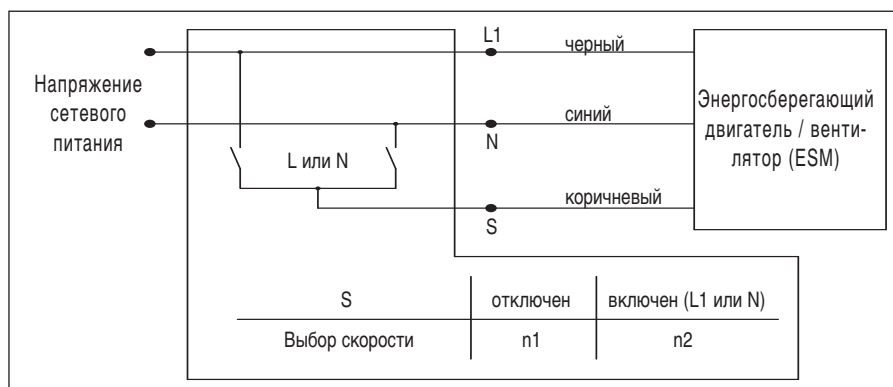 L1
черный
Напряжение
сетевого
питания
Энергосберегающий
двигатель / венти-
лятор (ESM)
синий
N
L или N
коричневый
S
S отключен включен (L1 или N)
Выбор скорости n1 n2